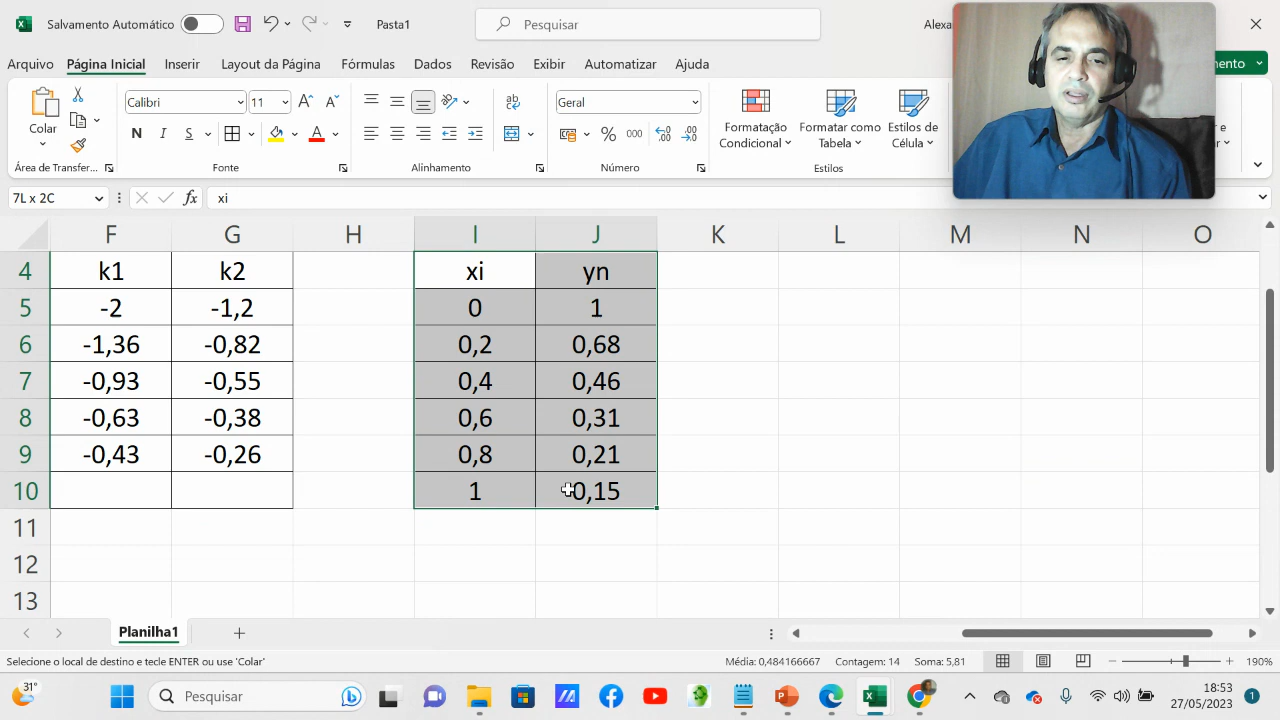 Salvamento Automático
Pasta1
Pesquisar
Alexa
Arquivo
Página Inicial
Inserir
Layout da Página
Fórmulas
Dados
Revisão
Exibir
Automatizar
Ajuda
mento
Colar
Área de Transfer...
Calibri
11
A
A
N
I
S
A
Fonte
ab
Alinhamento
Geral
%
000
Número
Formatação
Condicional
Formatar como
Tabela
Estilos de
Célula
Estilos
r e
r
7L x 2C
fx
xi
F G H I J K L M N O
4 k1 k2 xi yn
5 -2 -1,2 0 1
6 -1,36 -0,82 0,2 0,68
7 -0,93 -0,55 0,4 0,46
8 -0,63 -0,38 0,6 0,31
9 -0,43 -0,26 0,8 0,21
10 1 0,15
11
12
13
Planilha1
Selecione o local de destino e tecle ENTER ou use 'Colar'
Média: 0,484166667 Contagem: 14 Soma: 5,81
190%
31°
Pesquisar
18:53
27/05/2023
1